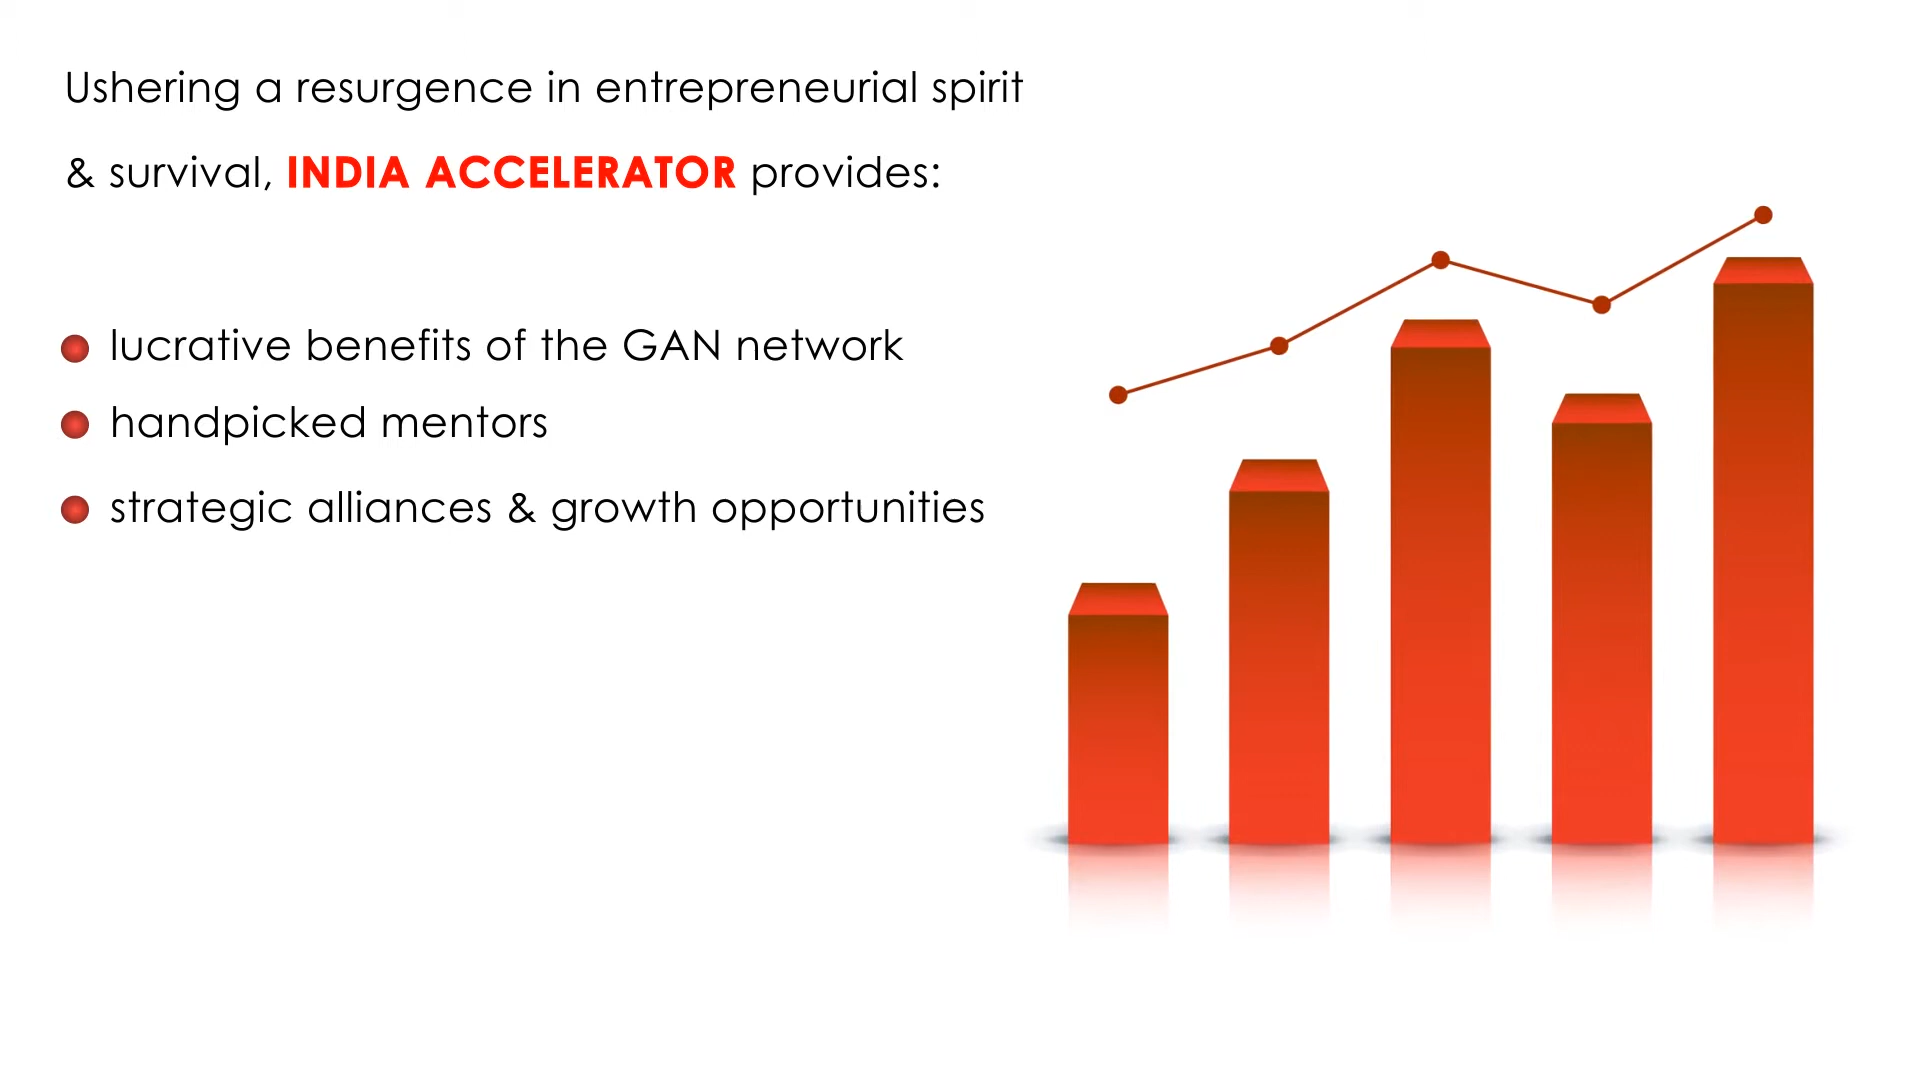 Ushering a resurgence in entrepreneurial spirit
& survival, INDIA ACCELERATOR provides:
lucrative benefits of the GAN network
handpicked mentors
strategic alliances & growth opportunities